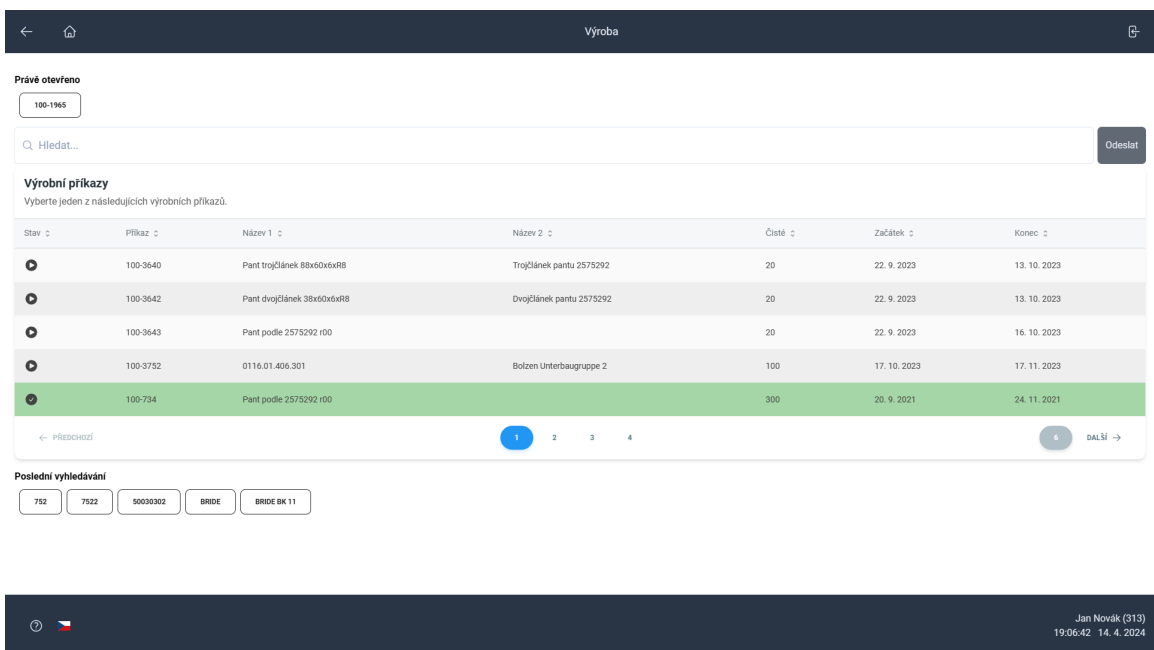 Výroba
Právě otevřeno
100-1965
Hledat...
Odeslat
Výrobní příkazy
Vyberte jeden z následujících výrobních příkazů.
Stav Příkaz Název 1 Název 2 Čisté Začátek Konec
100-3640 Pant trojčlánek 88x60x6xR8 Trojčlánek pantu 2575292 20 22. 9. 2023 13. 10. 2023
100-3642 Pant dvojčlánek 38x60x6xR8 Dvojčlánek pantu 2575292 20 22. 9. 2023 13. 10. 2023
100-3643 Pant podle 2575292 r00 20 22. 9. 2023 16. 10. 2023
100-3752 0116.01.406.301 Bolzen Unterbaugruppe 2 100 17. 10. 2023 17. 11. 2023
100-734 Pant podle 2575292 r00 300 20. 9. 2021 24. 11. 2021
← PŘEDCHOZÍ 1 2 3 4 6 DALŠÍ →
Poslední vyhledávání
752 7522 50030302 BRIDE BRIDE BK 11
Jan Novák (313)
19:06:42 14. 4. 2024